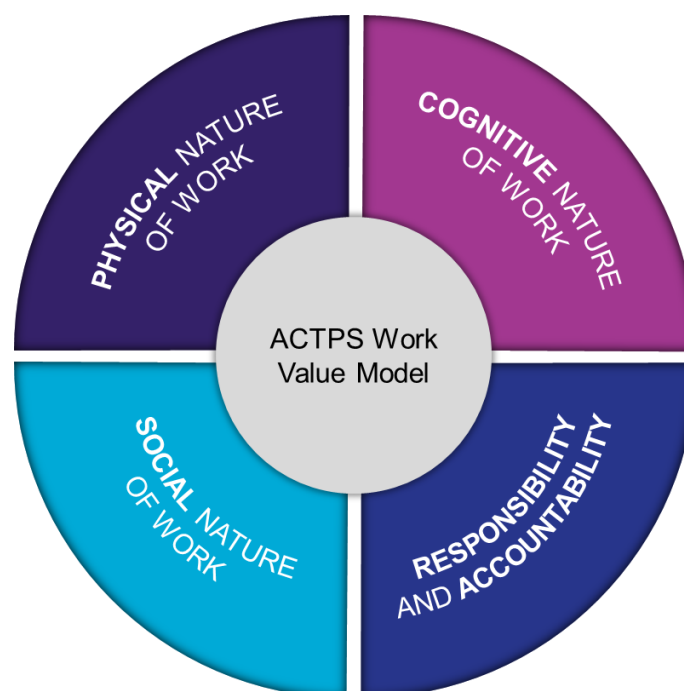 PHYSICAL NATURE
OF WORK
COGNITIVE NATURE
OF WORK
ACTPS Work
Value Model
SOCIAL NATURE
OF WORK
RESPONSIBILITY
AND ACCOUNTABILITY